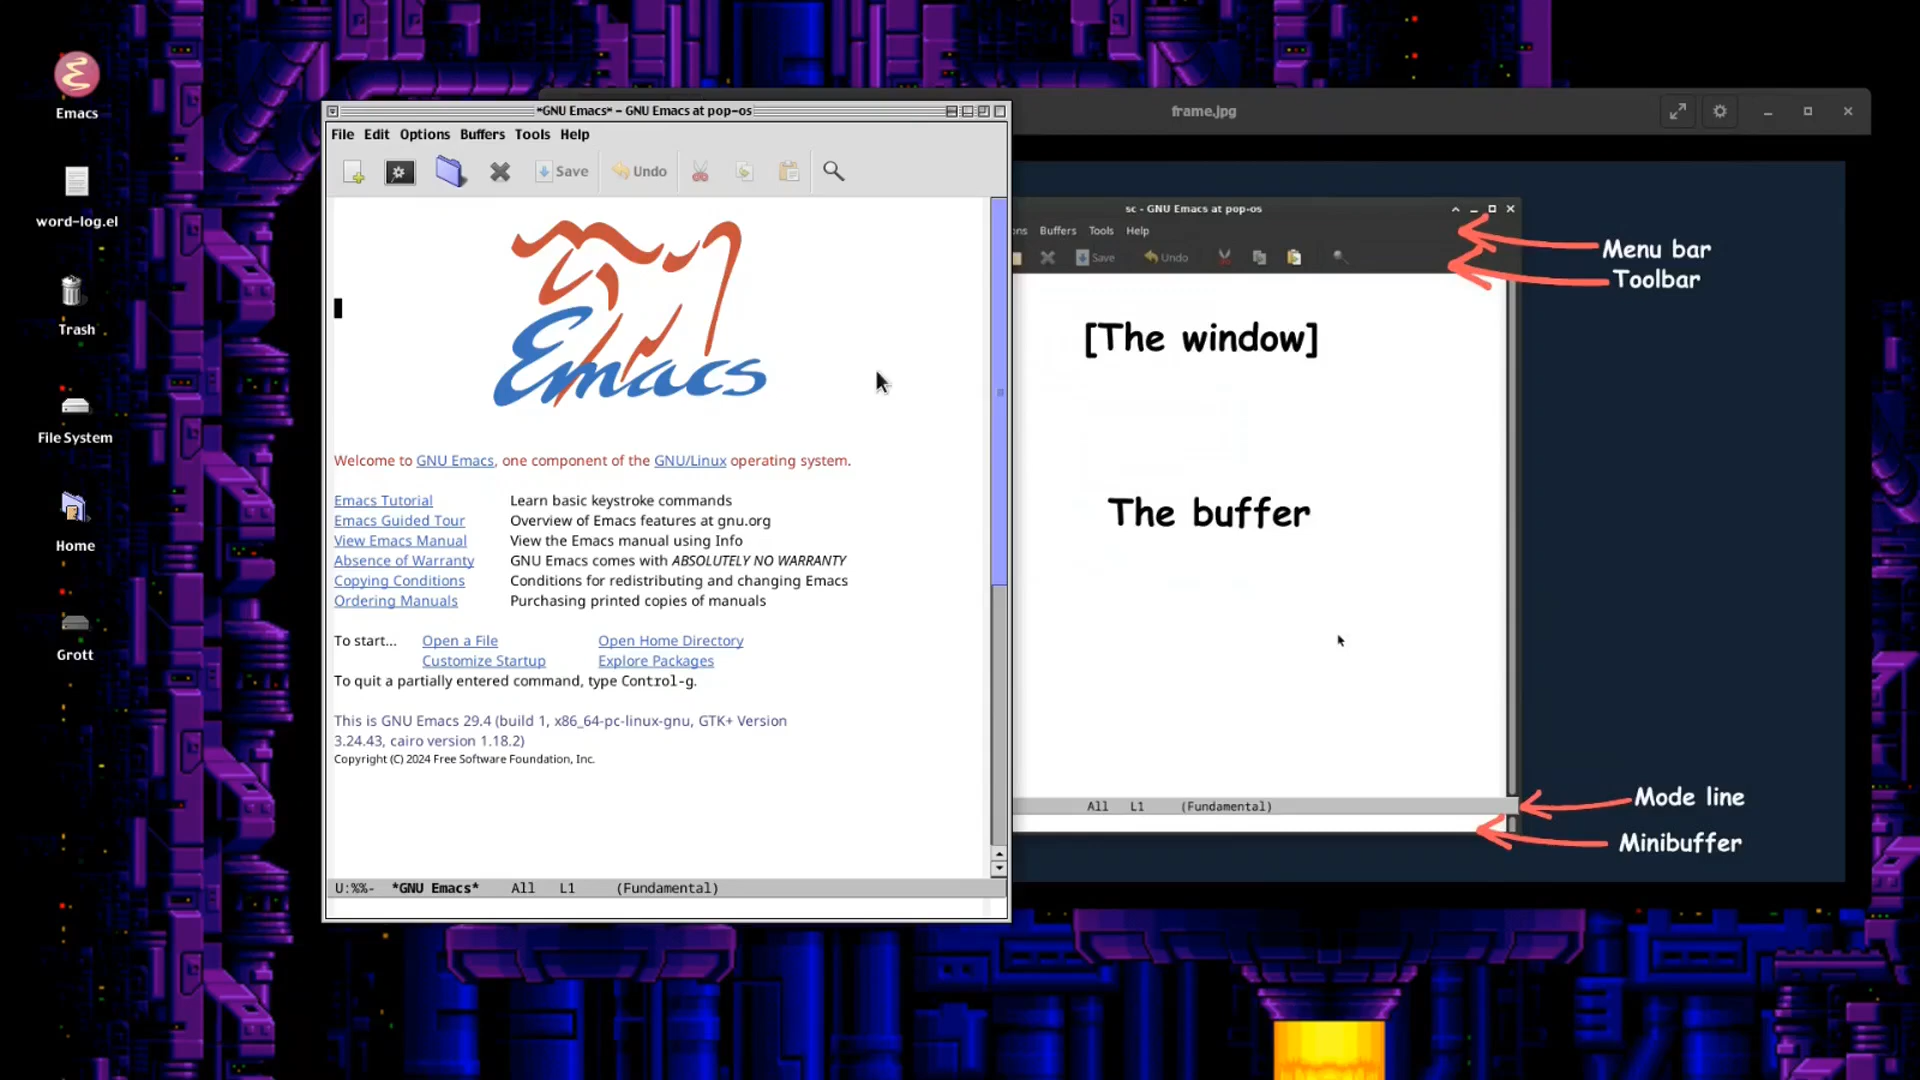 Emacs
word-log.el
Trash
File System
Home
Grott
*GNU Emacs* - GNU Emacs at pop-os
File Edit Options Buffers Tools Help
Save Undo
Emacs
Welcome to GNU Emacs, one component of the GNU/Linux operating system.
Emacs Tutorial Learn basic keystroke commands
Emacs Guided Tour Overview of Emacs features at gnu.org
View Emacs Manual View the Emacs manual using Info
Absence of Warranty GNU Emacs comes with ABSOLUTELY NO WARRANTY
Copying Conditions Conditions for redistributing and changing Emacs
Ordering Manuals Purchasing printed copies of manuals
To start... Open a File Open Home Directory
Customize Startup Explore Packages
To quit a partially entered command, type Control-g.
This is GNU Emacs 29.4 (build 1, x86_64-pc-linux-gnu, GTK+ Version
3.24.43, cairo version 1.18.2)
Copyright (C) 2024 Free Software Foundation, Inc.
U:%%- *GNU Emacs* All L1 (Fundamental)
frame.jpg
sc - GNU Emacs at pop-os
ons Buffers Tools Help
Save Undo
Menu bar
Toolbar
[The window]
The buffer
All L1 (Fundamental)
Mode line
Minibuffer